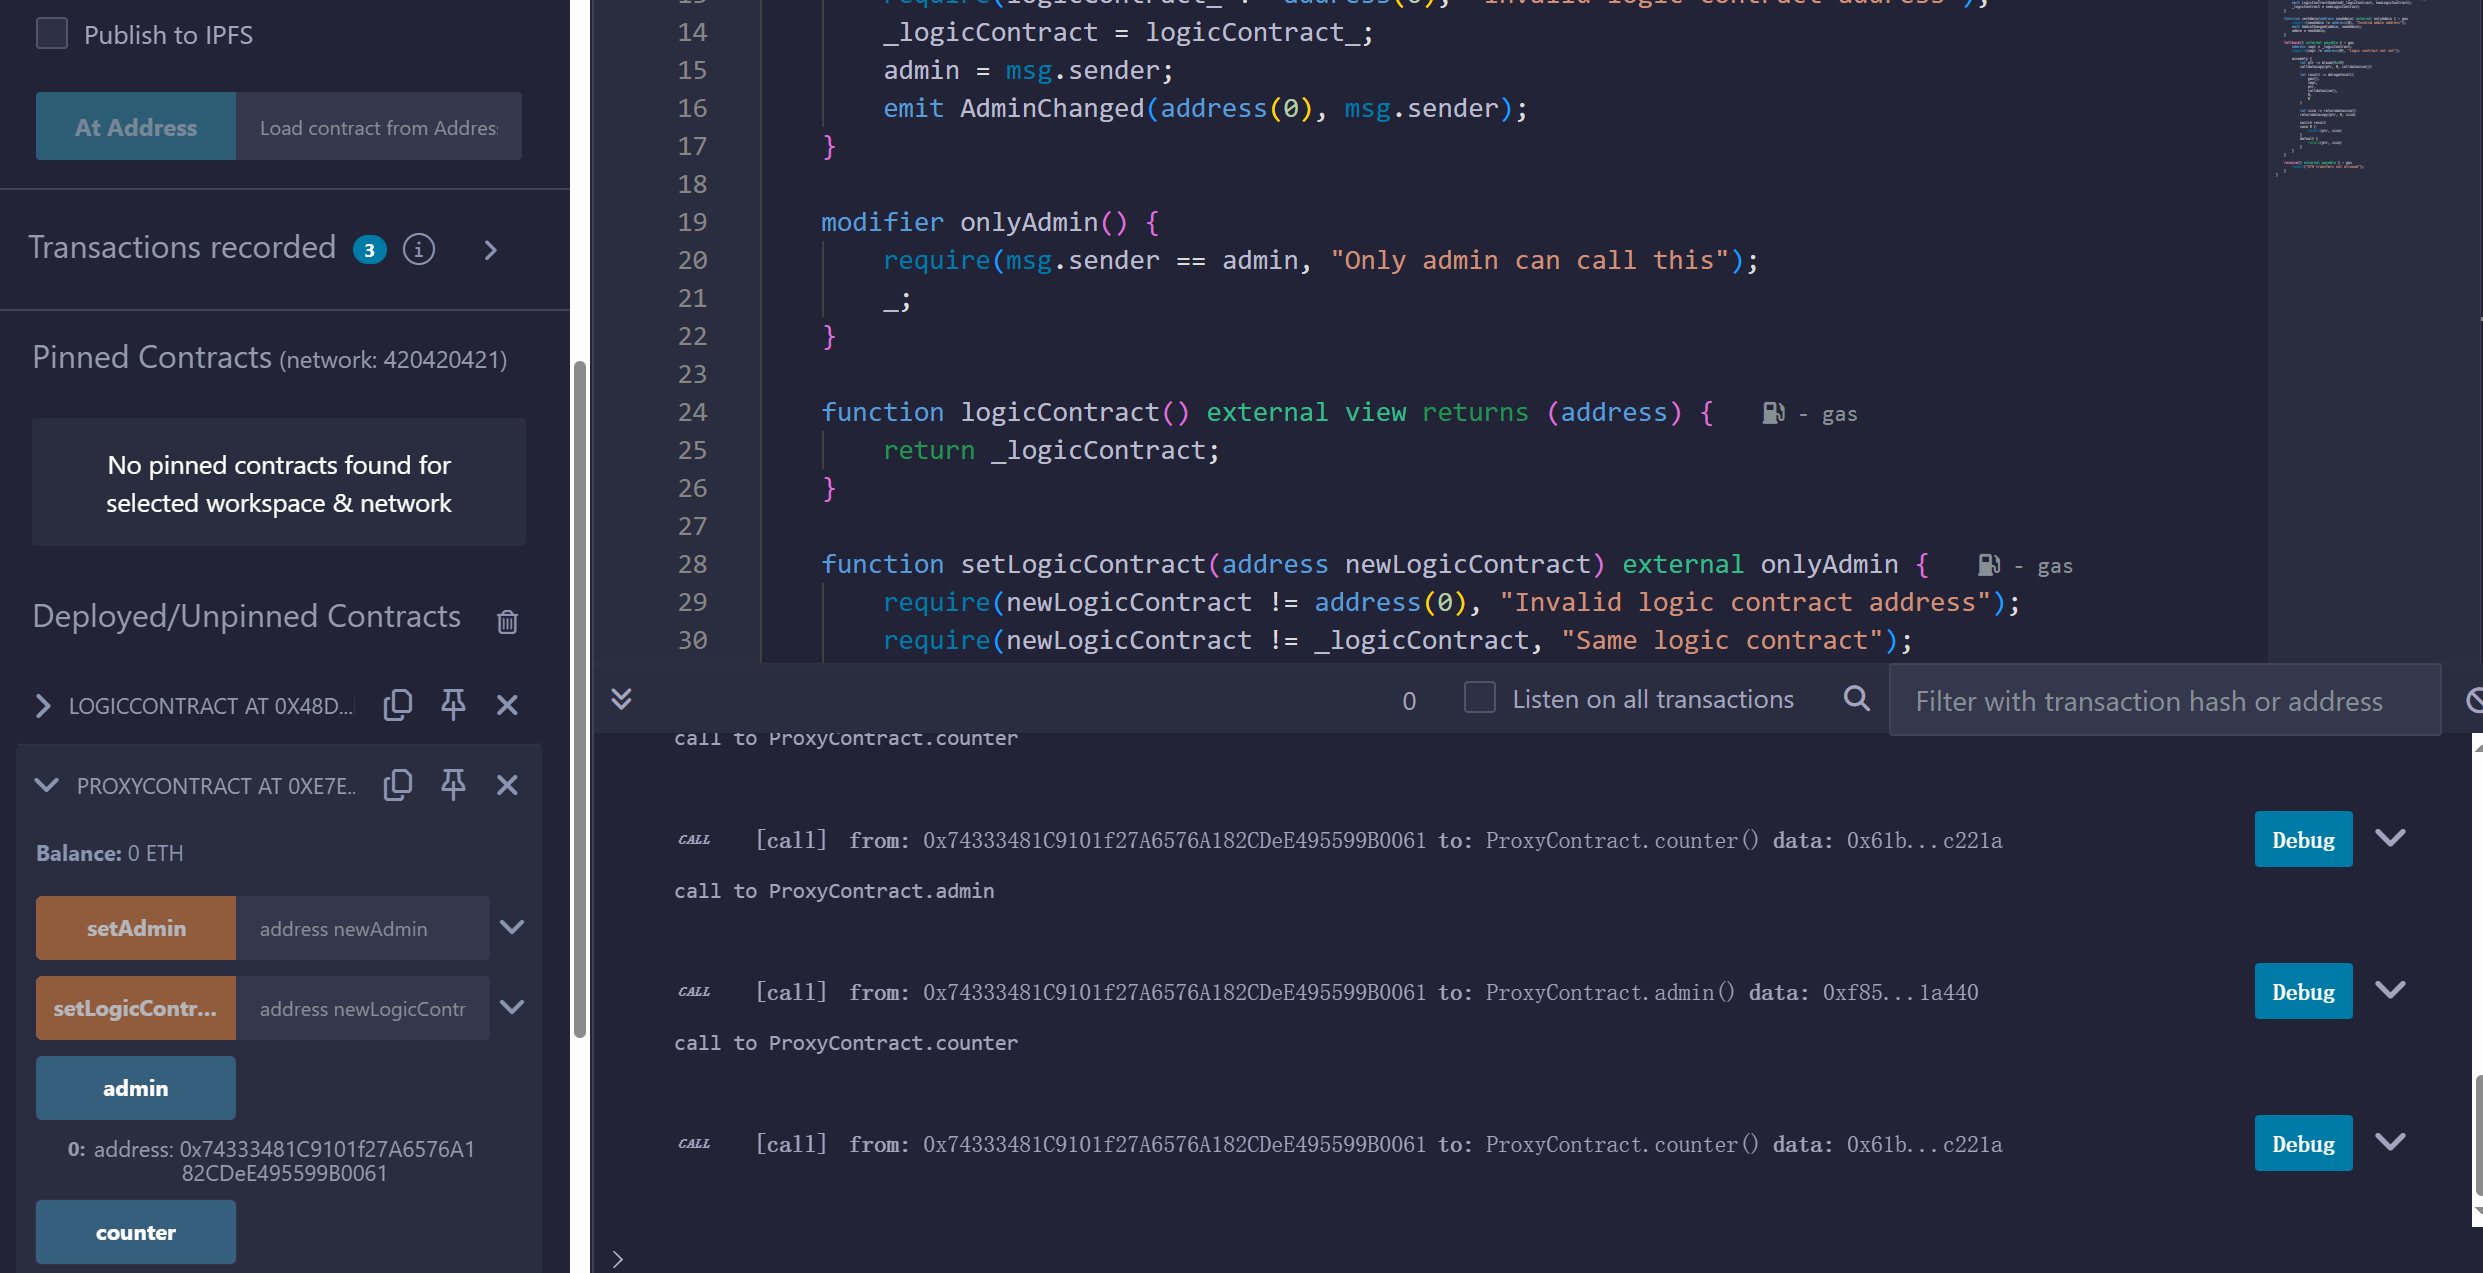 Publish to IPFS
At Address
Load contract from Addres
Transactions recorded 3 i
Pinned Contracts (network: 420420421)
No pinned contracts found for
selected workspace & network
Deployed/Unpinned Contracts
LOGICCONTRACT AT 0X48D...
PROXYCONTRACT AT 0XE7E..
Balance: 0 ETH
setAdmin
address newAdmin
setLogicContr...
address newLogicContr
admin
0: address: 0x74333481C9101f27A6576A1
82CDeE495599B0061
counter
14 _logicContract = logicContract_;
15 admin = msg.sender;
16 emit AdminChanged(address(0), msg.sender);
17 }
18
19 modifier onlyAdmin() {
20 require(msg.sender == admin, "Only admin can call this");
21 _;
22 }
23
24 function logicContract() external view returns (address) { - gas
25 return _logicContract;
26 }
27
28 function setLogicContract(address newLogicContract) external onlyAdmin { - gas
29 require(newLogicContract != address(0), "Invalid logic contract address");
30 require(newLogicContract != _logicContract, "Same logic contract");
0
Listen on all transactions
Filter with transaction hash or address
call to ProxyContract.counter
CALL [call] from: 0x74333481C9101f27A6576A182CDeE495599B0061 to: ProxyContract.counter() data: 0x61b...c221a
Debug
call to ProxyContract.admin
CALL [call] from: 0x74333481C9101f27A6576A182CDeE495599B0061 to: ProxyContract.admin() data: 0xf85...1a440
Debug
call to ProxyContract.counter
CALL [call] from: 0x74333481C9101f27A6576A182CDeE495599B0061 to: ProxyContract.counter() data: 0x61b...c221a
Debug
>